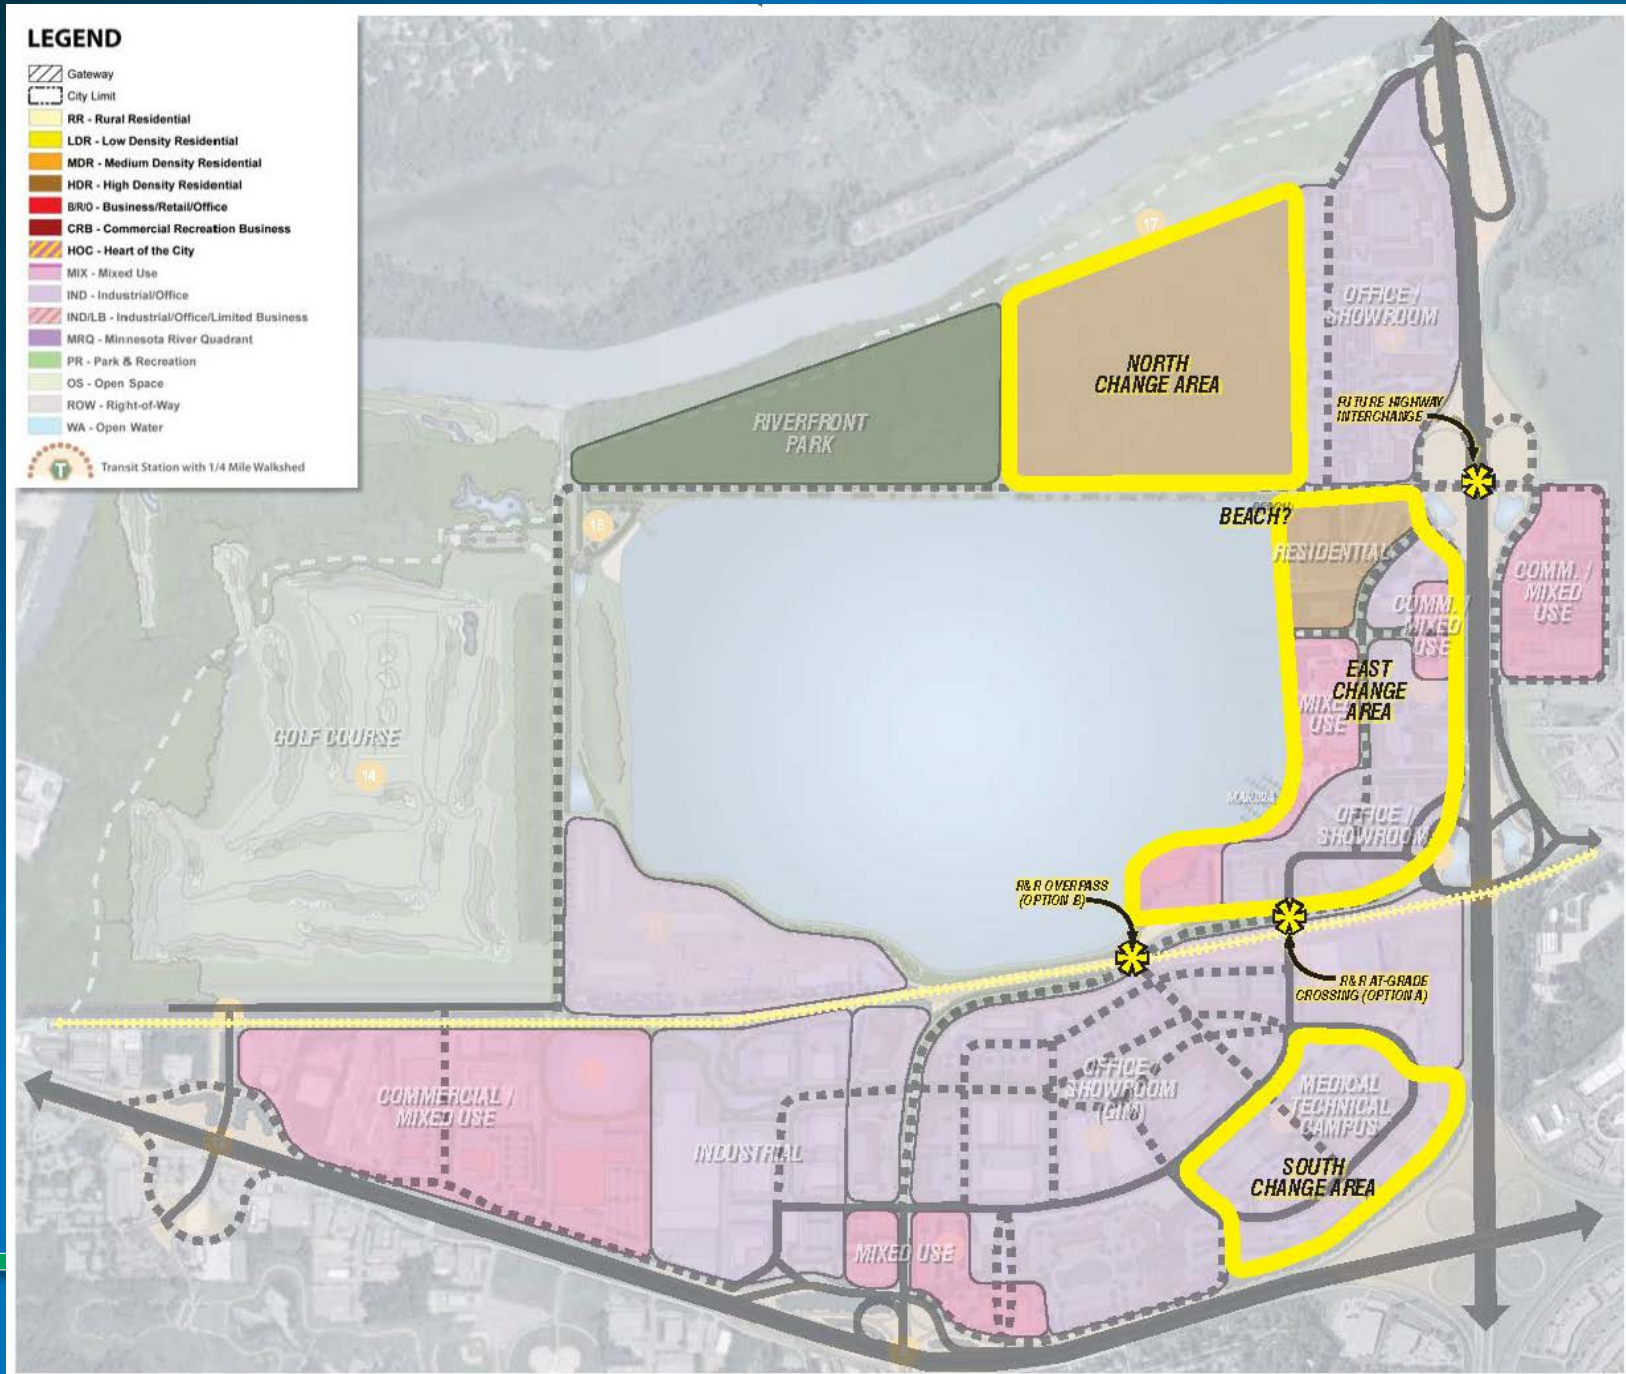 LEGEND
Gateway
City Limit
RR - Rural Residential
LDR - Low Density Residential
MDR - Medium Density Residential
HDR - High Density Residential
B/R/O - Business/Retail/Office
CRB - Commercial Recreation Business
HOC - Heart of the City
MIX - Mixed Use
IND - Industrial/Office
IND/LB - Industrial/Office/Limited Business
MRQ - Minnesota River Quadrant
PR - Park & Recreation
OS - Open Space
ROW - Right-of-Way
WA - Open Water
T
Transit Station with 1/4 Mile Walkshed
17
OFFICE /
SHOWROOM
NORTH
CHANGE AREA
FUTURE HIGHWAY
INTERCHANGE
RIVERFRONT
PARK
BEACH?
15
RESIDENTIAL
COMM. /
MIXED
USE
COMM. /
MIXED
USE
EAST
CHANGE
AREA
MIXED
USE
GOLF COURSE
14
MARINA
OFFICE /
SHOWROOM
R&R OVERPASS
(OPTION B)
R&R AT-GRADE
CROSSING (OPTION A)
COMMERCIAL /
MIXED USE
OFFICE /
SHOWROOM
MEDICAL
TECHNICAL
CAMPUS
INDUSTRIAL
SOUTH
CHANGE AREA
MIXED USE